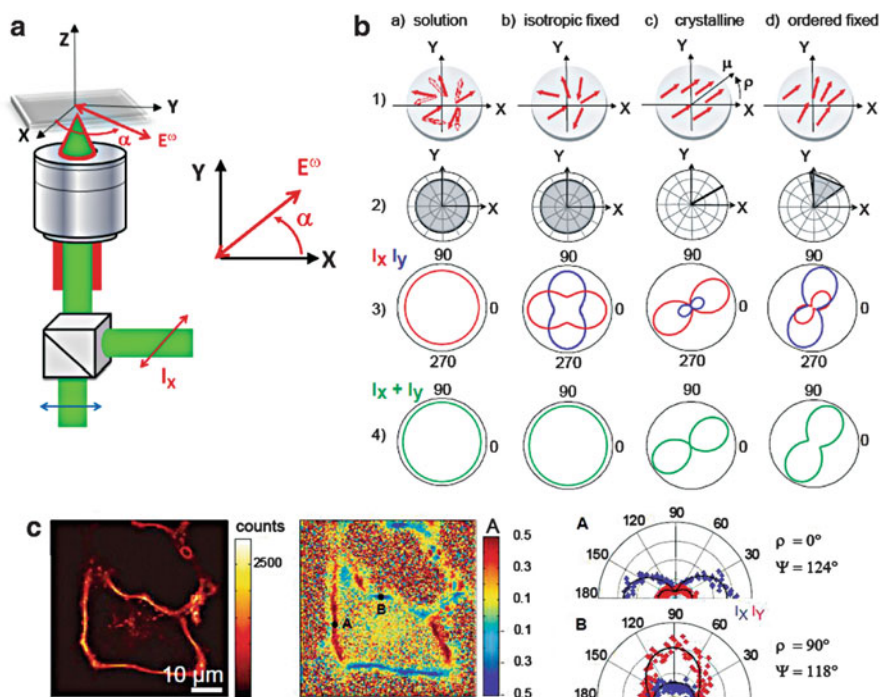 a
Z
Y
X
α
E^ω
Y
E^ω
α
X
I_X
b
a) solution b) isotropic fixed c) crystalline d) ordered fixed
Y Y Y Y
μ
ρ
1) X X X X
Y Y Y Y
2) X X X X
I_X I_y 90 90 90 90
3) 0 0 0 0
270 270 270 270
I_X + I_y 90 90 90 90
4) 0 0 0 0
c
counts
2500
10 μm
A
B
A
0.5
0.3
0.1
0.1
0.3
0.5
A
90
120 60
150 30
180
ρ = 0°
Ψ = 124°
I_X I_Y
B
90
120 60
150 30
180
ρ = 90°
Ψ = 118°